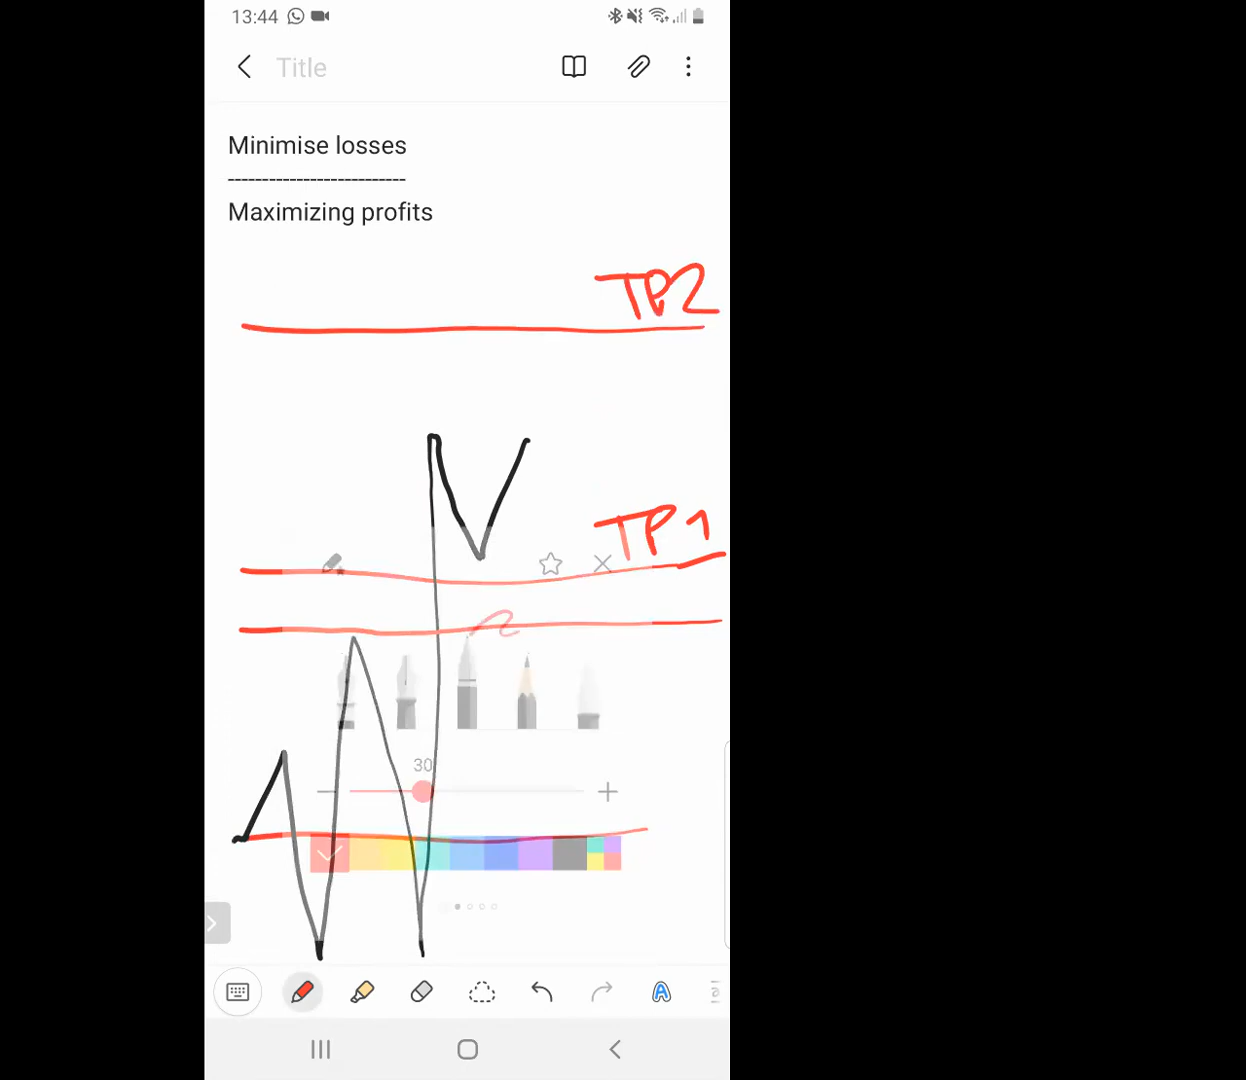 13:44
Title
Minimise losses
--------------------------
Maximizing profits
TP2
TP1
30